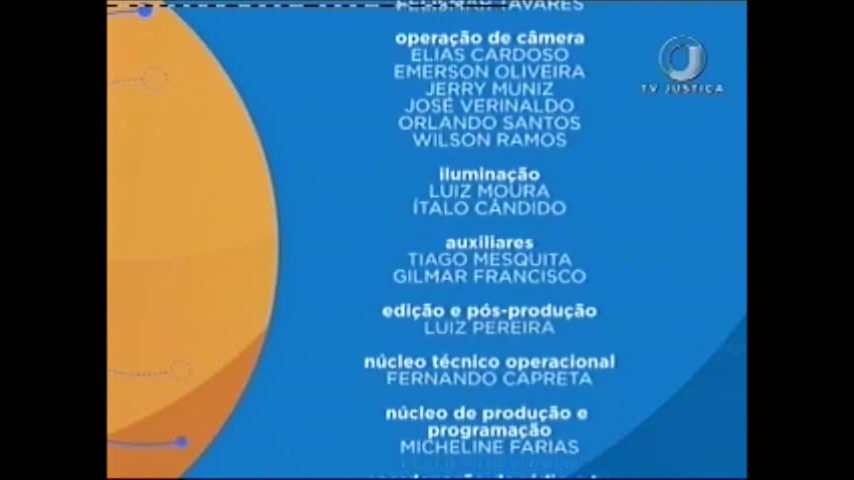 TAVARES
operação de câmera
ELIAS CARDOSO
EMERSON OLIVEIRA
JERRY MUNIZ
JOSÉ VERINALDO
ORLANDO SANTOS
WILSON RAMOS
TV JUSTIÇA
iluminação
LUIZ MOURA
ÍTALO CÂNDIDO
auxiliares
TIAGO MESQUITA
GILMAR FRANCISCO
edição e pós-produção
LUIZ PEREIRA
núcleo técnico operacional
FERNANDO CAPRETA
núcleo de produção e
programação
MICHELINE FARIAS